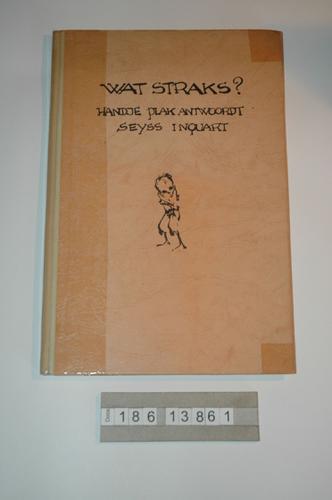 WAT STRAKS?
HANDJE PLAK ANTWOORDT
SEYSS INQUART
186 13861